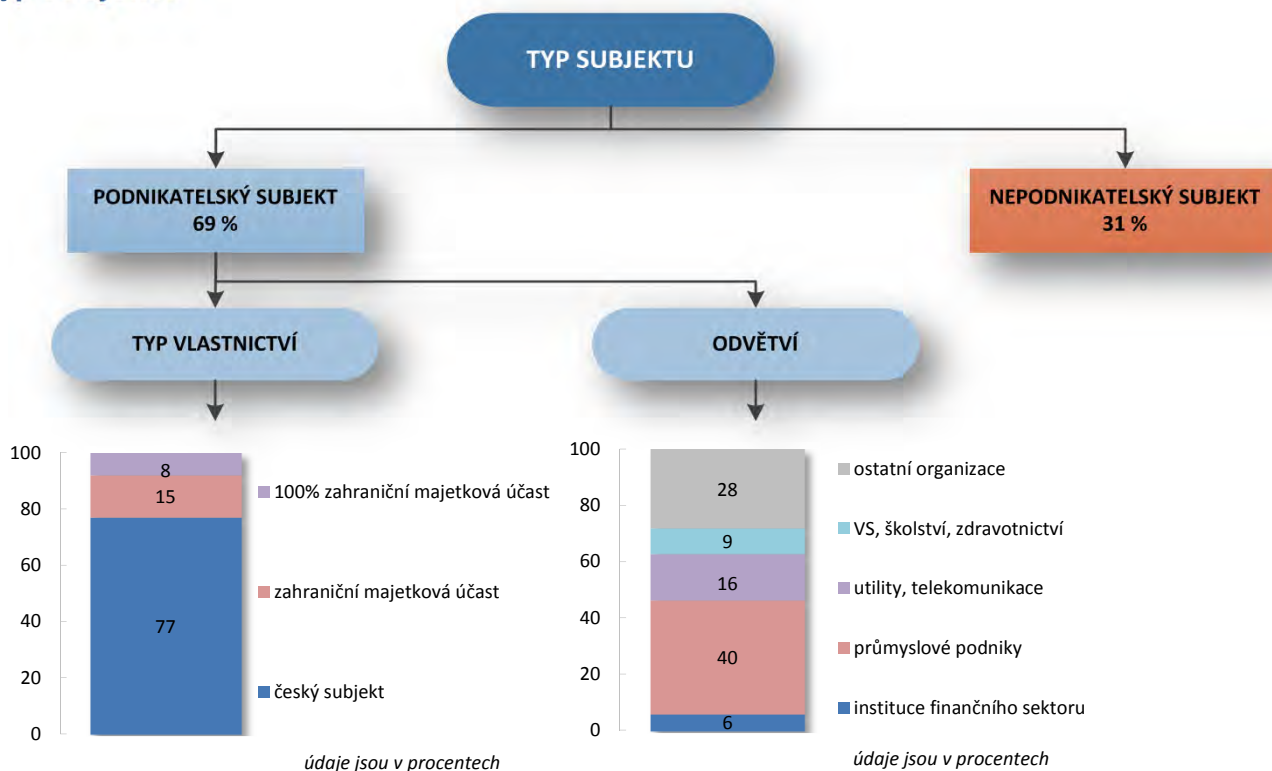 TYP SUBJEKTU
PODNIKATELSKÝ SUBJEKT
69 %
NEPODNIKATELSKÝ SUBJEKT
31 %
TYP VLASTNICTVÍ
ODVĚTVÍ
100
80
60
40
20
0
8
15
77
100% zahraniční majetková účast
zahraniční majetková účast
český subjekt
údaje jsou v procentech
100
80
60
40
20
0
28
9
16
40
6
ostatní organizace
VS, školství, zdravotnictví
utility, telekomunikace
průmyslové podniky
instituce finančního sektoru
údaje jsou v procentech